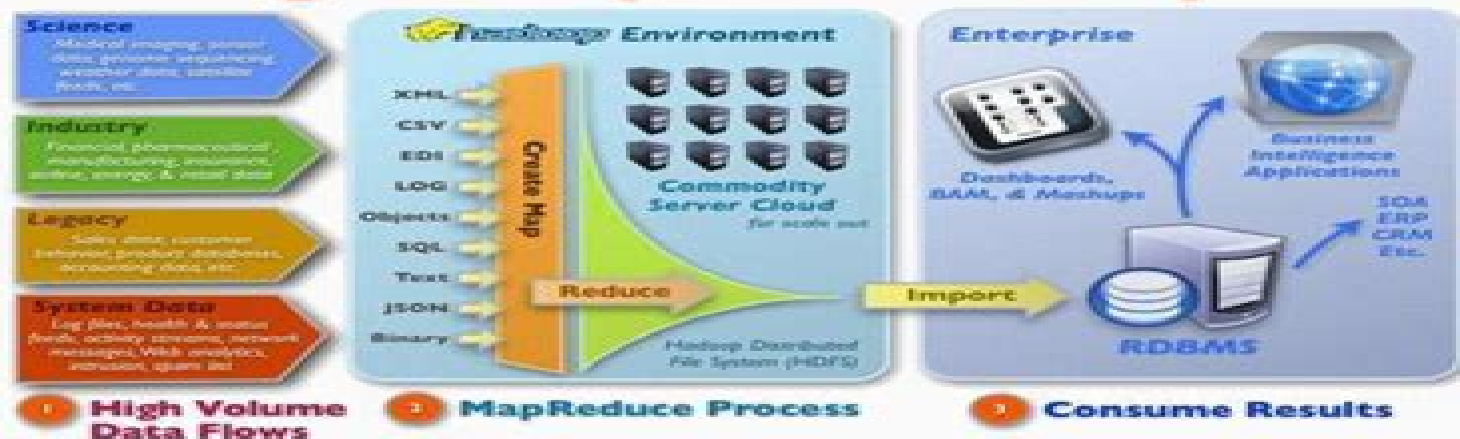 Science
Medical imaging, sensor
data, genome sequencing,
weather data, satellite
feeds, etc.
Industry
Financial, pharmaceutical
manufacturing, insurance,
online, energy, & retail data
Legacy
Sales data, customer
behavior, product databases,
accounting data, etc.
System Data
Log files, health & status
feeds, activity streams, network
messages, Web analytics,
intrusion, spam list
1 High Volume
Data Flows
Hadoop Environment
XML
CSV
EDI
LOG
Objects
SQL
Text
JSON
Binary
Create Map
Reduce
Commodity
Server Cloud
for scale out
Hadoop Distributed
File System (HDFS)
2 MapReduce Process
Import
Enterprise
Dashboards,
BAM, & Mashups
Business
Intelligence
Applications
SOA
ERP
CRM
Etc.
RDBMS
3 Consume Results